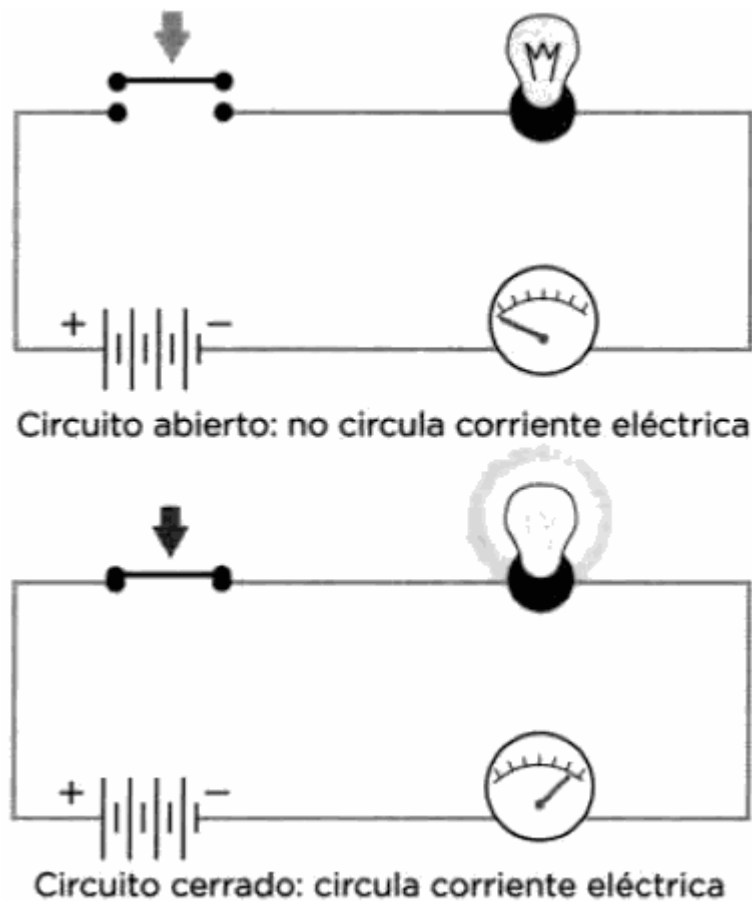 + −
Circuito abierto: no circula corriente eléctrica
+ −
Circuito cerrado: circula corriente eléctrica